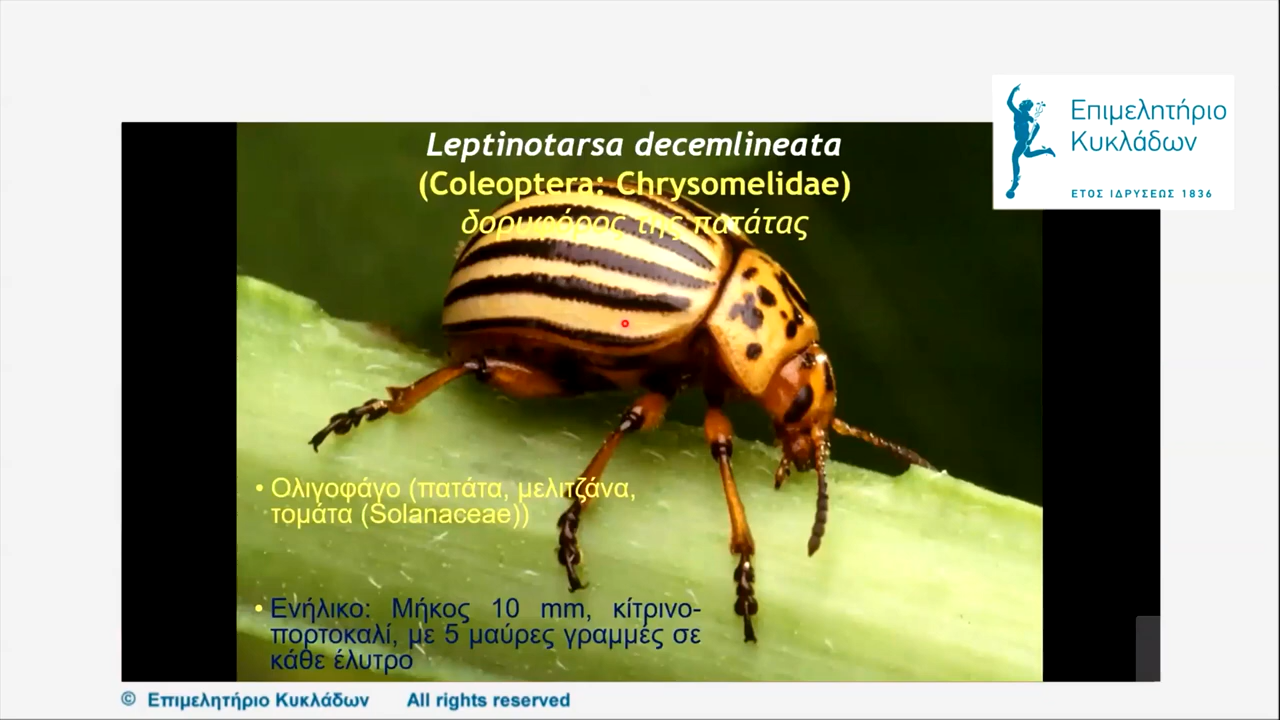 Leptinotarsa decemlineata
(Coleoptera: Chrysomelidae)
δορυφόρος της πατάτας
Επιμελητήριο
Κυκλάδων
ΕΤΟΣ ΙΔΡΥΣΕΩΣ 1836
• Ολιγοφάγο (πατάτα, μελιτζάνα,
τομάτα (Solanaceae))
• Ενήλικο: Μήκος 10 mm, κίτρινο-
πορτοκαλί, με 5 μαύρες γραμμές σε
κάθε έλυτρο
© Επιμελητήριο Κυκλάδων All rights reserved